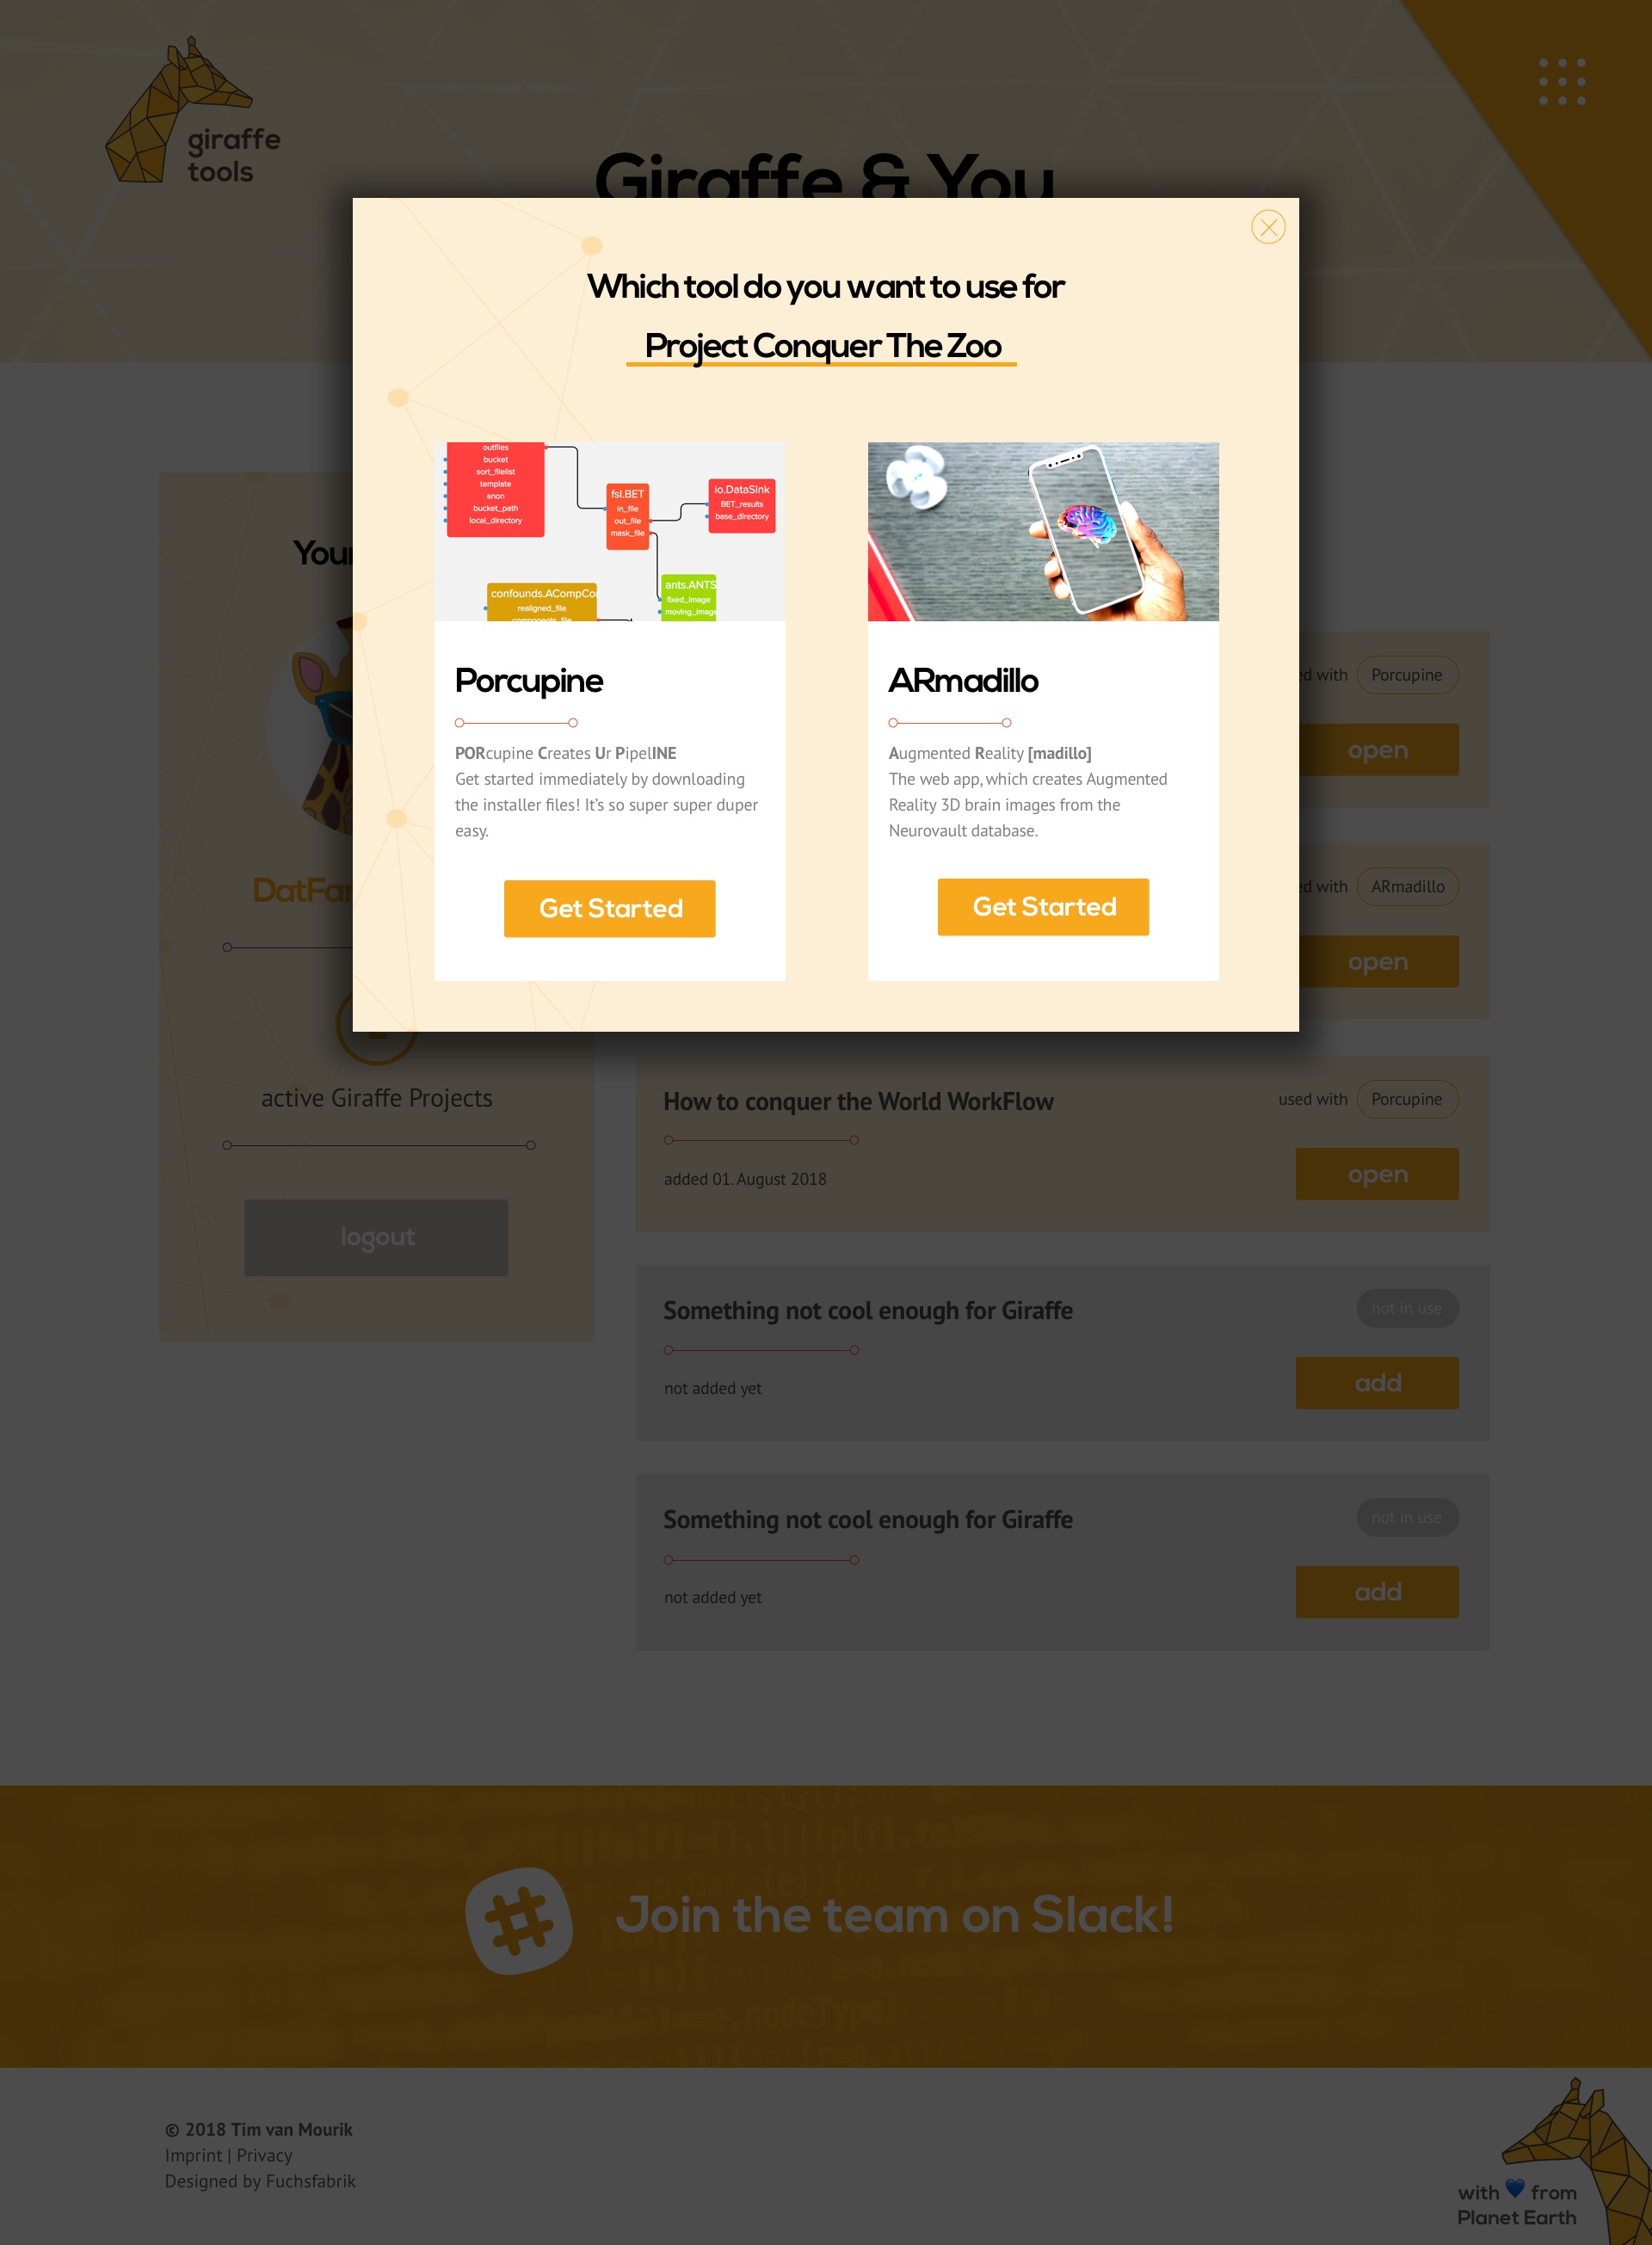 giraffe
tools
Giraffe & You
Which tool do you want to use for
Project Conquer The Zoo
outfiles
bucket
sort_filelist
template
anon
bucket_path
local_directory
fsl.BET
in_file
out_file
mask_file
io.DataSink
BET_results
base_directory
confounds.ACompCo
realigned_file
components_file
ants.ANTS
fixed_image
moving_image
Porcupine
PORcupine Creates Ur PipelINE
Get started immediately by downloading
the installer files! It's so super super duper
easy.
Get Started
ARmadillo
Augmented Reality [madillo]
The web app, which creates Augmented
Reality 3D brain images from the
Neurovault database.
Get Started
Your
DatFan
active Giraffe Projects
logout
ed with Porcupine
open
ed with ARmadillo
open
How to conquer the World WorkFlow
used with Porcupine
added 01. August 2018
open
Something not cool enough for Giraffe
not in use
not added yet
add
Something not cool enough for Giraffe
not in use
not added yet
add
Join the team on Slack!
© 2018 Tim van Mourik
Imprint | Privacy
Designed by Fuchsfabrik
with 💙 from
Planet Earth